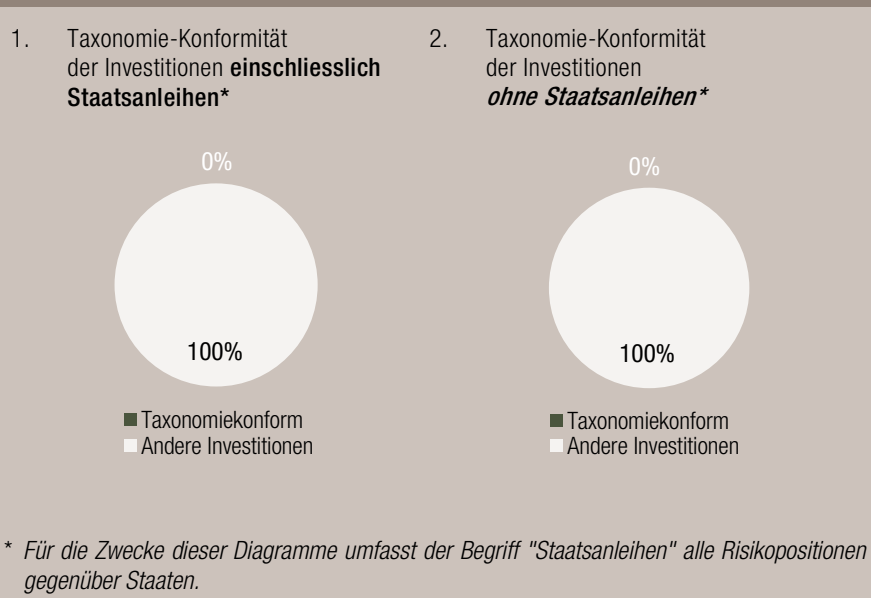 1. Taxonomie-Konformität
der Investitionen einschliesslich
Staatsanleihen*
0%
100%
Taxonomiekonform
Andere Investitionen
2. Taxonomie-Konformität
der Investitionen
ohne Staatsanleihen*
0%
100%
Taxonomiekonform
Andere Investitionen
* Für die Zwecke dieser Diagramme umfasst der Begriff "Staatsanleihen" alle Risikopositionen
gegenüber Staaten.